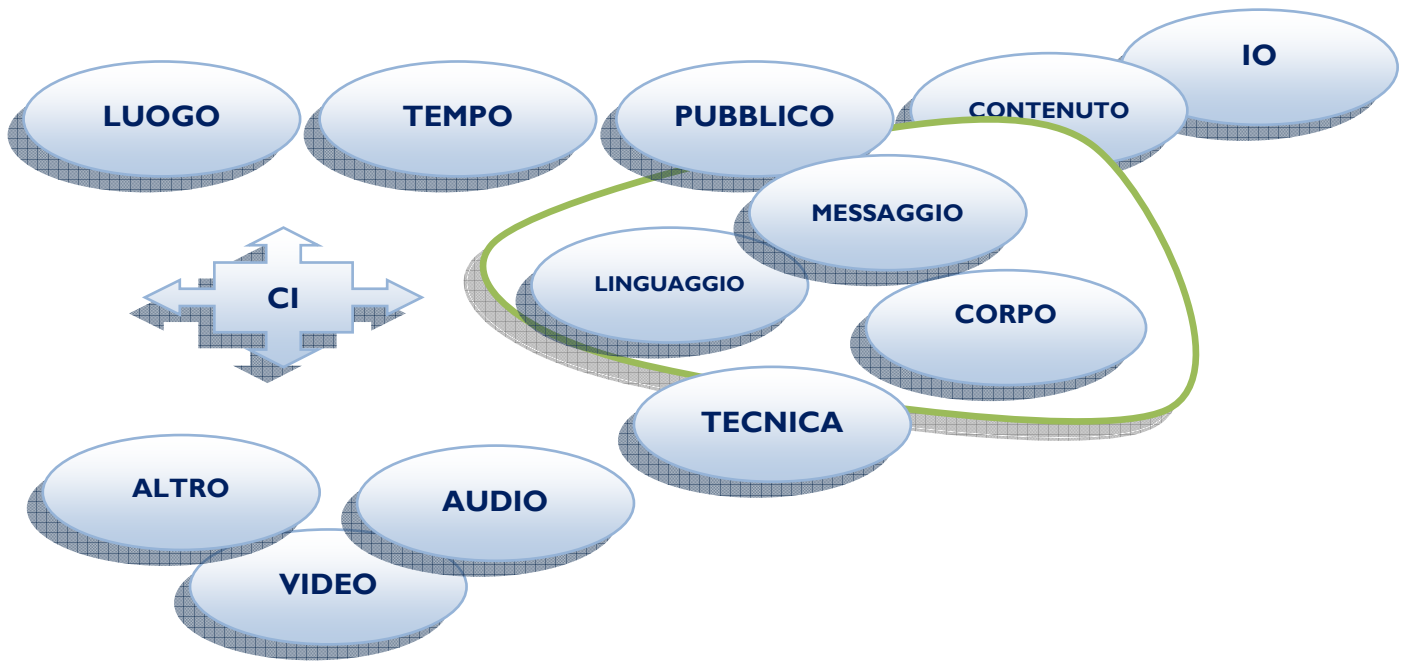 IO
LUOGO
TEMPO
PUBBLICO
CONTENUTO
MESSAGGIO
LINGUAGGIO
CI
CORPO
TECNICA
ALTRO
AUDIO
VIDEO